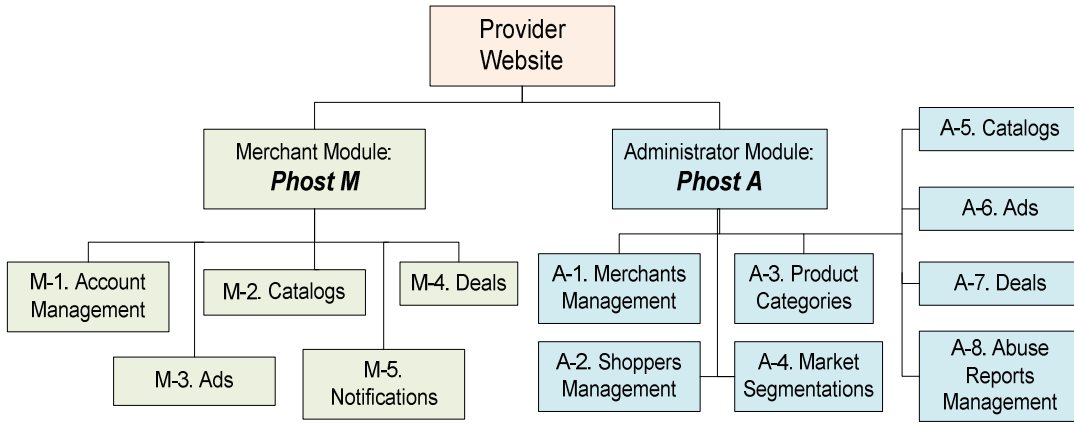 Provider
Website
Merchant Module:
Phost M
Administrator Module:
Phost A
M-1. Account
Management
M-2. Catalogs
M-3. Ads
M-4. Deals
M-5.
Notifications
A-1. Merchants
Management
A-2. Shoppers
Management
A-3. Product
Categories
A-4. Market
Segmentations
A-5. Catalogs
A-6. Ads
A-7. Deals
A-8. Abuse
Reports
Management